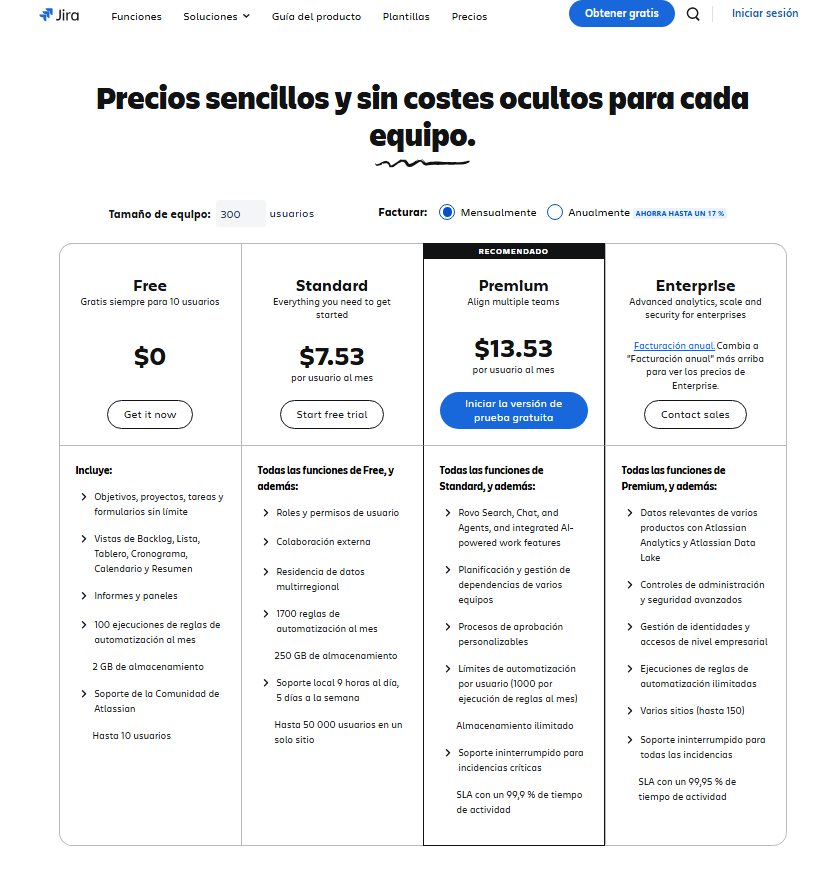 Jira
Funciones
Soluciones
Guía del producto
Plantillas
Precios
Obtener gratis
Iniciar sesión
Precios sencillos y sin costes ocultos para cada
equipo.
Tamaño de equipo: 300 usuarios
Facturar: Mensualmente Anualmente AHORA HASTA UN 17 %
Free
Gratis siempre para 10 usuarios
$0
Get it now
Incluye:
Objetivos, proyectos, tareas y
formularios sin límite
Vistas de Backlog, Lista,
Tablero, Cronograma,
Calendario y Resumen
Informes y paneles
100 ejecuciones de reglas de
automatización al mes
2 GB de almacenamiento
Soporte de la Comunidad de
Atlassian
Hasta 10 usuarios
Standard
Everything you need to get
started
$7.53
por usuario al mes
Start free trial
Todas las funciones de Free, y
además:
Roles y permisos de usuario
Colaboración externa
Residencia de datos
multirregional
1700 reglas de
automatización al mes
250 GB de almacenamiento
Soporte local 9 horas al día,
5 días a la semana
Hasta 50 000 usuarios en un
solo sitio
RECOMENDADO
Premium
Align multiple teams
$13.53
por usuario al mes
Iniciar la versión de
prueba gratuita
Todas las funciones de
Standard, y además:
Rovo Search, Chat, and
Agents, and integrated AI-
powered work features
Planificación y gestión de
dependencias de varios
equipos
Procesos de aprobación
personalizables
Límites de automatización
por usuario (1000 por
ejecución de reglas al mes)
Almacenamiento ilimitado
Soporte ininterrumpido para
incidencias críticas
SLA con un 99,9 % de tiempo
de actividad
Enterprise
Advanced analytics, scale and
security for enterprises
Facturación anual.Cambia a
"Facturación anual" más arriba
para ver los precios de
Enterprise.
Contact sales
Todas las funciones de
Premium, y además:
Datos relevantes de varios
productos con Atlassian
Analytics y Atlassian Data
Lake
Controles de administración
y seguridad avanzados
Gestión de identidades y
accesos de nivel empresarial
Ejecuciones de reglas de
automatización ilimitadas
Varios sitios (hasta 150)
Soporte ininterrumpido para
todas las incidencias
SLA con un 99,95 % de
tiempo de actividad